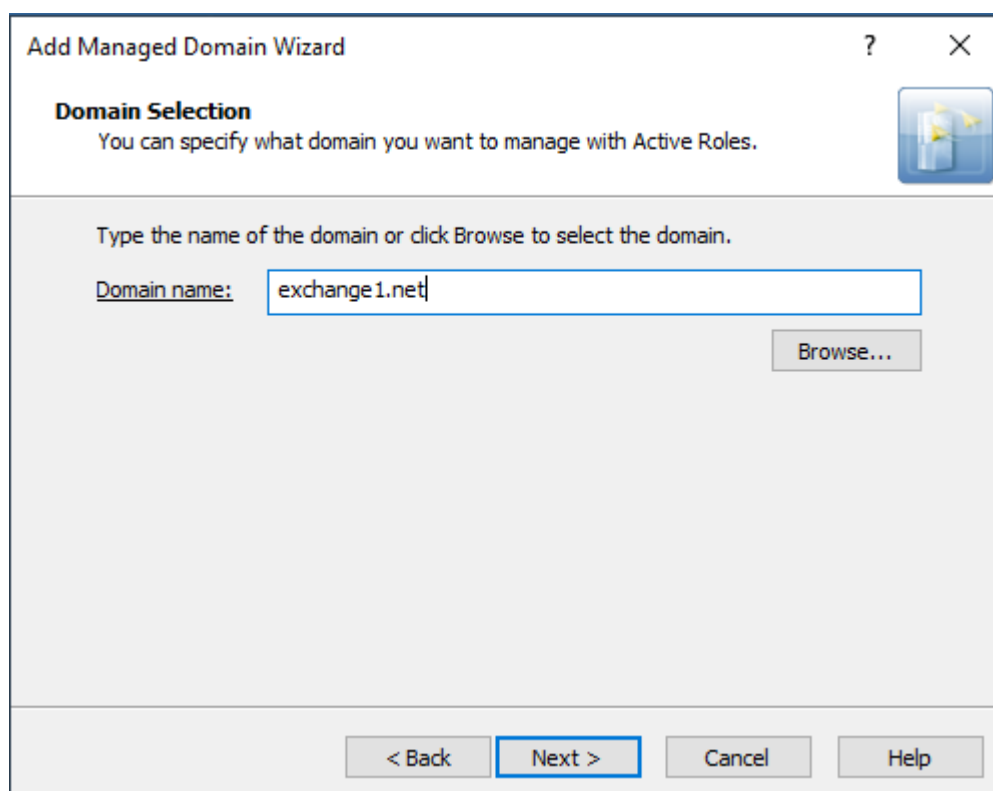 Add Managed Domain Wizard ?
Domain Selection
You can specify what domain you want to manage with Active Roles.
Type the name of the domain or click Browse to select the domain.
Domain name: exchange1.net
Browse...
< Back Next > Cancel Help